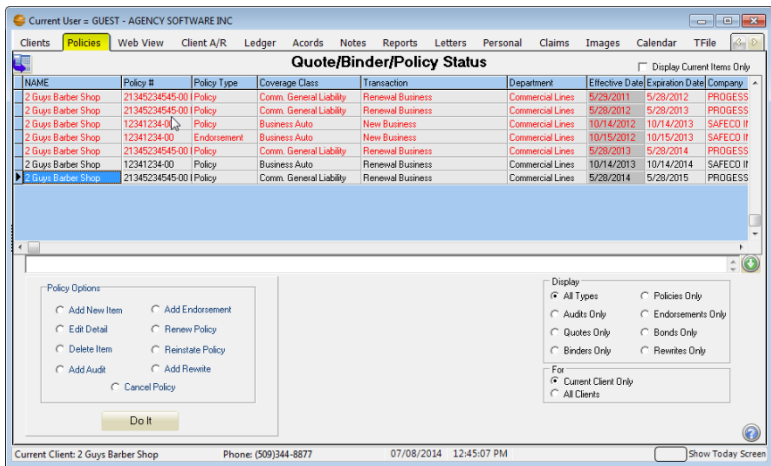 Current User = GUEST - AGENCY SOFTWARE INC
Clients Policies Web View Client A/R Ledger Acords Notes Reports Letters Personal Claims Images Calendar TFile
Quote/Binder/Policy Status
Display Current Items Only
NAME Policy # Policy Type Coverage Class Transaction Department Effective Date Expiration Date Company
2 Guys Barber Shop 21345234545-00 Policy Comm. General Liability Renewal Business Commercial Lines 5/29/2011 5/28/2012 PROGESS
2 Guys Barber Shop 21345234545-00 Policy Comm. General Liability Renewal Business Commercial Lines 5/28/2012 5/28/2013 PROGESS
2 Guys Barber Shop 12341234-00 Policy Business Auto New Business Commercial Lines 10/14/2012 10/14/2013 SAFECO
2 Guys Barber Shop 12341234-00 Endorsement Business Auto New Business Commercial Lines 10/15/2012 10/15/2013 SAFECO
2 Guys Barber Shop 21345234545-00 Policy Comm. General Liability Renewal Business Commercial Lines 5/28/2013 5/28/2014 PROGESS
2 Guys Barber Shop 12341234-00 Policy Business Auto Renewal Business Commercial Lines 10/14/2013 10/14/2014 SAFECO
2 Guys Barber Shop 21345234545-00 Policy Comm. General Liability Renewal Business Commercial Lines 5/28/2014 5/28/2015 PROGESS
Policy Options
Add New Item Add Endorsement
Edit Detail Renew Policy
Delete Item Reinstate Policy
Add Audit Add Rewrite
Cancel Policy
Do It
Display
All Types Policies Only
Audits Only Endorsements Only
Quotes Only Bonds Only
Binders Only Rewrites Only
For
Current Client Only
All Clients
Current Client: 2 Guys Barber Shop Phone: (509)344-8877 07/08/2014 12:45:07 PM Show Today Screen